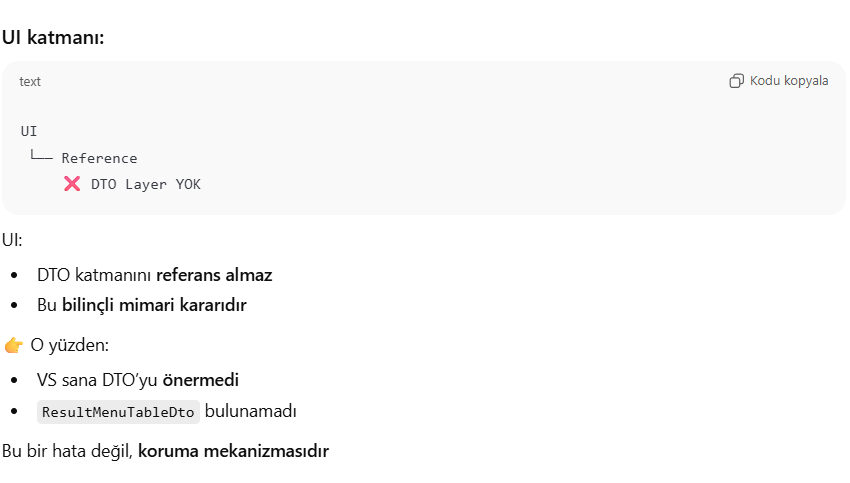 UI katmanı:
text
Kodu kopyala
UI
└── Reference
❌ DTO Layer YOK
UI:
• DTO katmanını referans almaz
• Bu bilinçli mimari kararıdır
👉 O yüzden:
• VS sana DTO’yu önermedi
• ResultMenuTableDto bulunamadı
Bu bir hata değil, koruma mekanizmasıdır